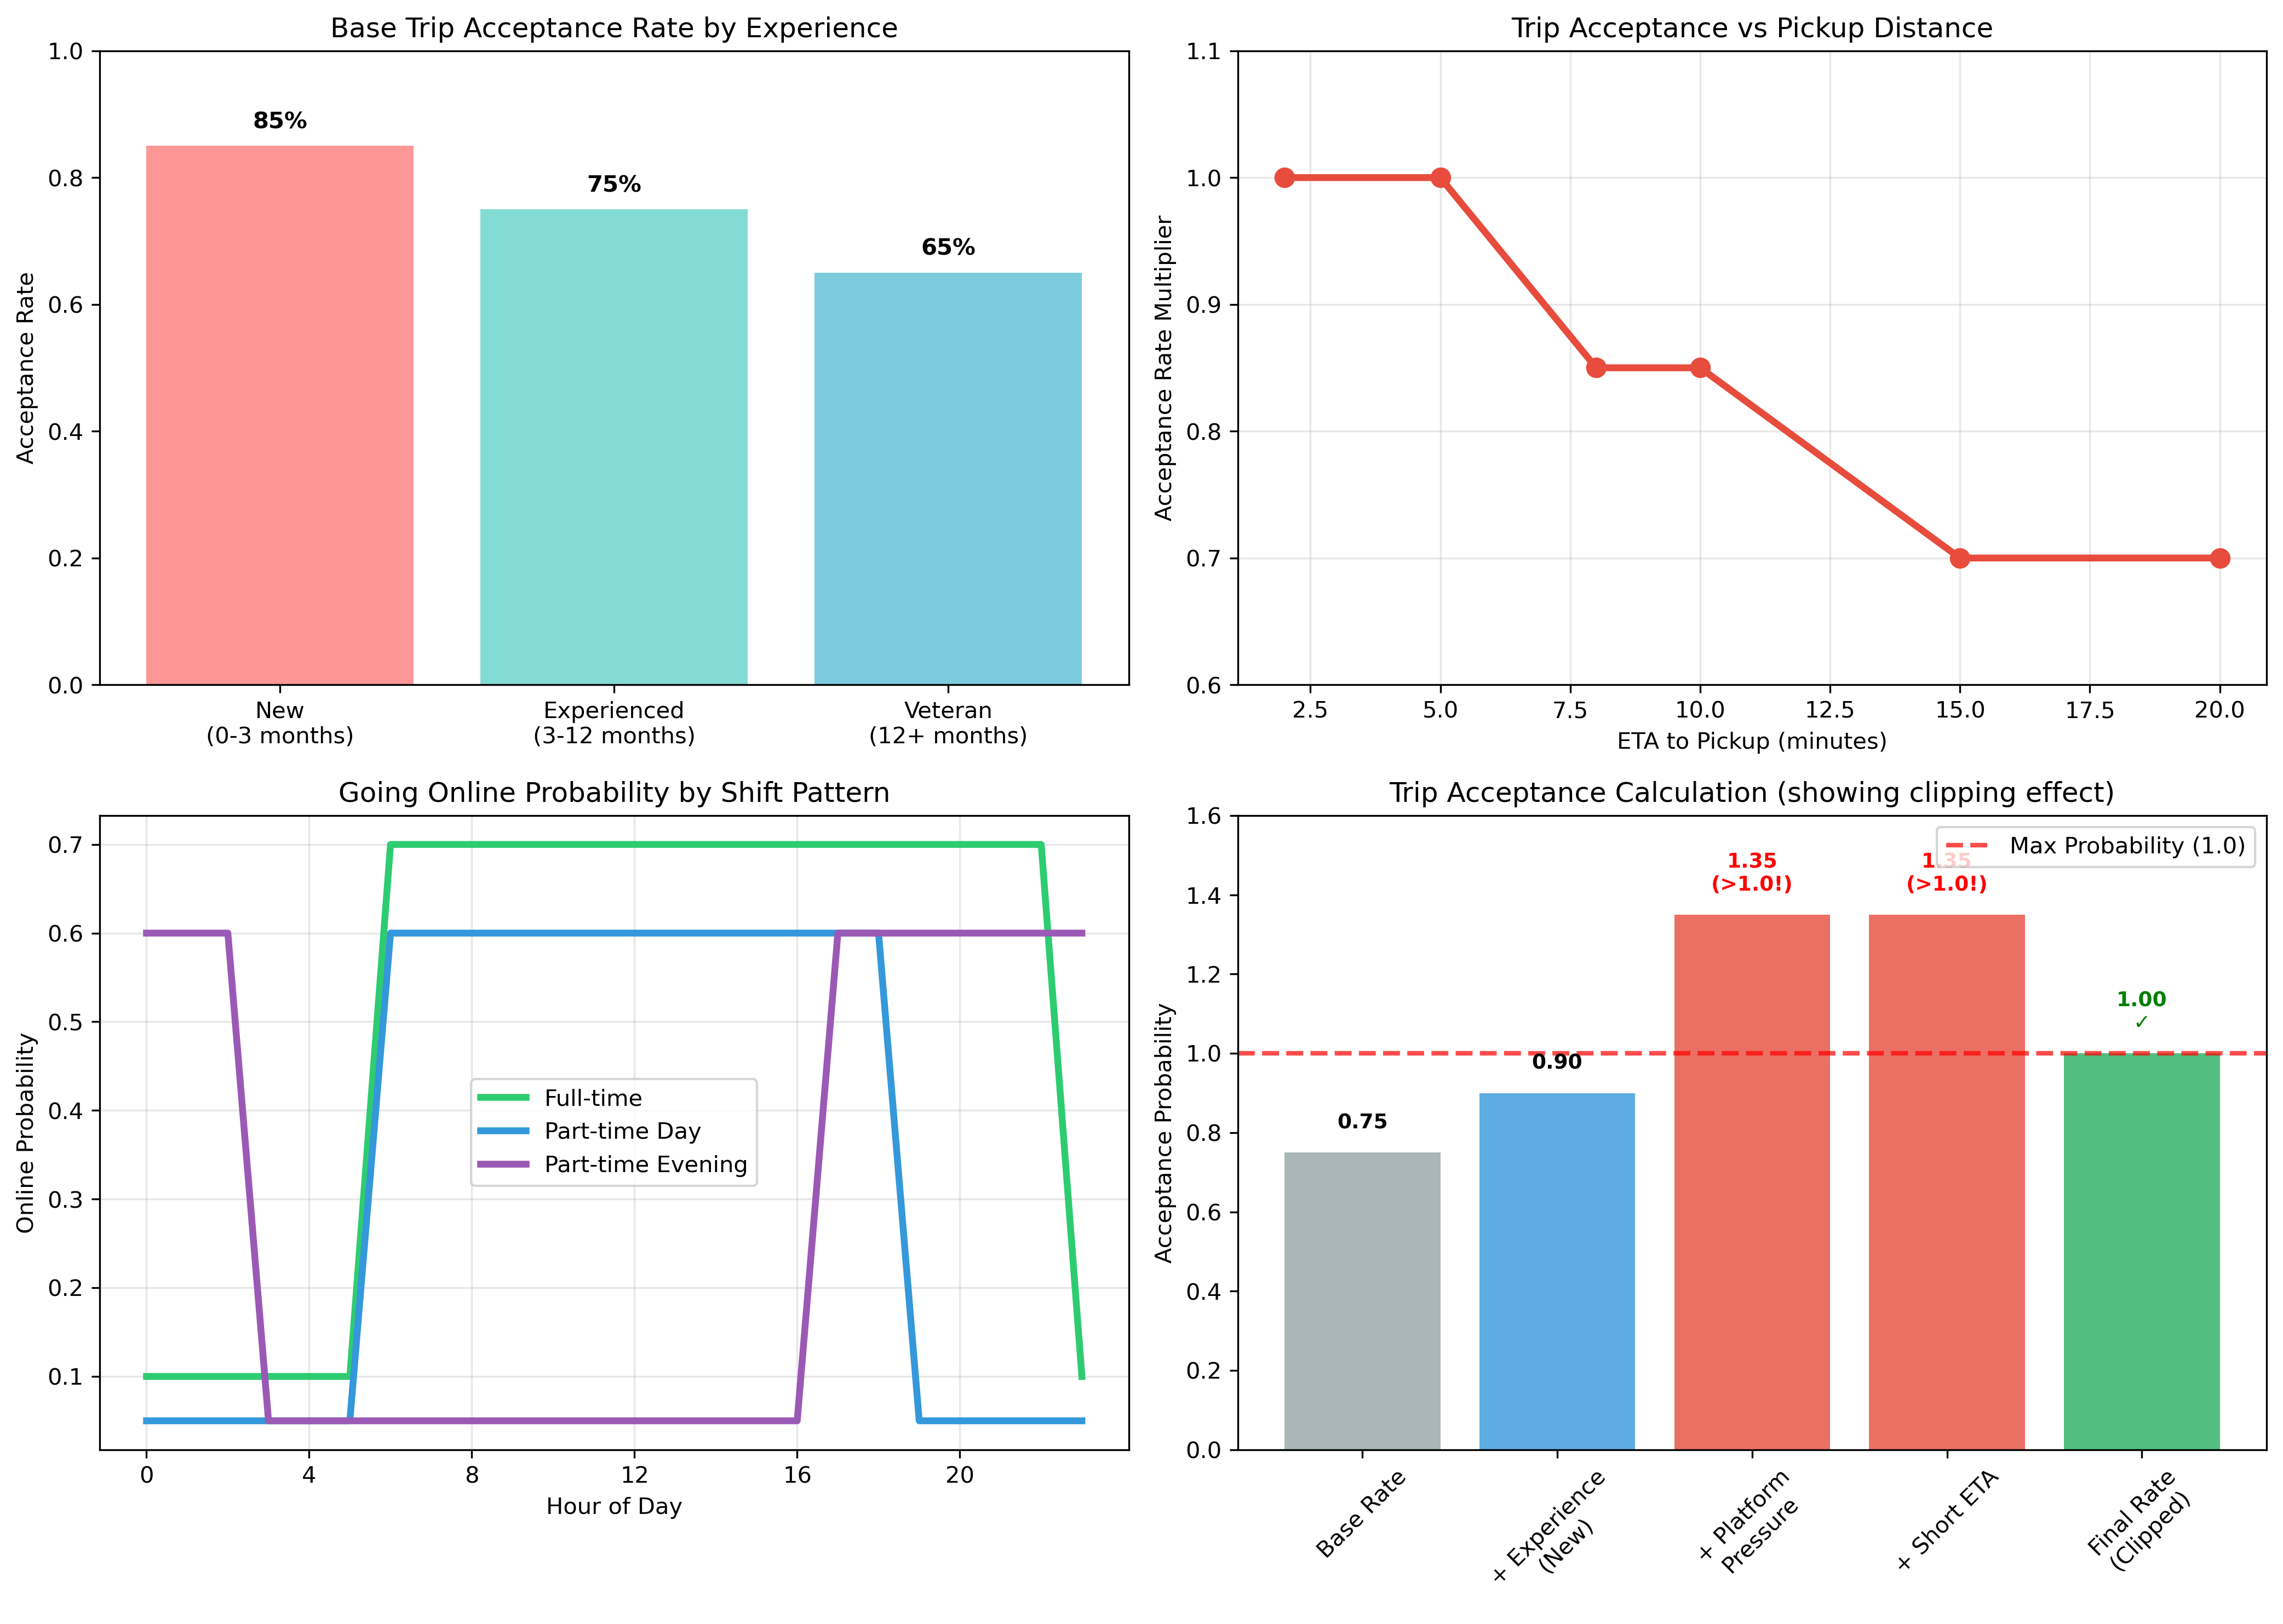 Base Trip Acceptance Rate by Experience
Acceptance Rate
1.0
0.8
0.6
0.4
0.2
0.0
85%
75%
65%
New
(0-3 months)
Experienced
(3-12 months)
Veteran
(12+ months)
Trip Acceptance vs Pickup Distance
Acceptance Rate Multiplier
1.1
1.0
0.9
0.8
0.7
0.6
2.5
5.0
7.5
10.0
12.5
15.0
17.5
20.0
ETA to Pickup (minutes)
Going Online Probability by Shift Pattern
Online Probability
0.7
0.6
0.5
0.4
0.3
0.2
0.1
Full-time
Part-time Day
Part-time Evening
0
4
8
12
16
20
Hour of Day
Trip Acceptance Calculation (showing clipping effect)
Acceptance Probability
1.6
1.4
1.2
1.0
0.8
0.6
0.4
0.2
0.0
Max Probability (1.0)
0.75
0.90
1.35
(>1.0!)
1.35
(>1.0!)
1.00
✓
Base Rate
+ Experience
(New)
+ Platform
Pressure
+ Short ETA
Final Rate
(Clipped)